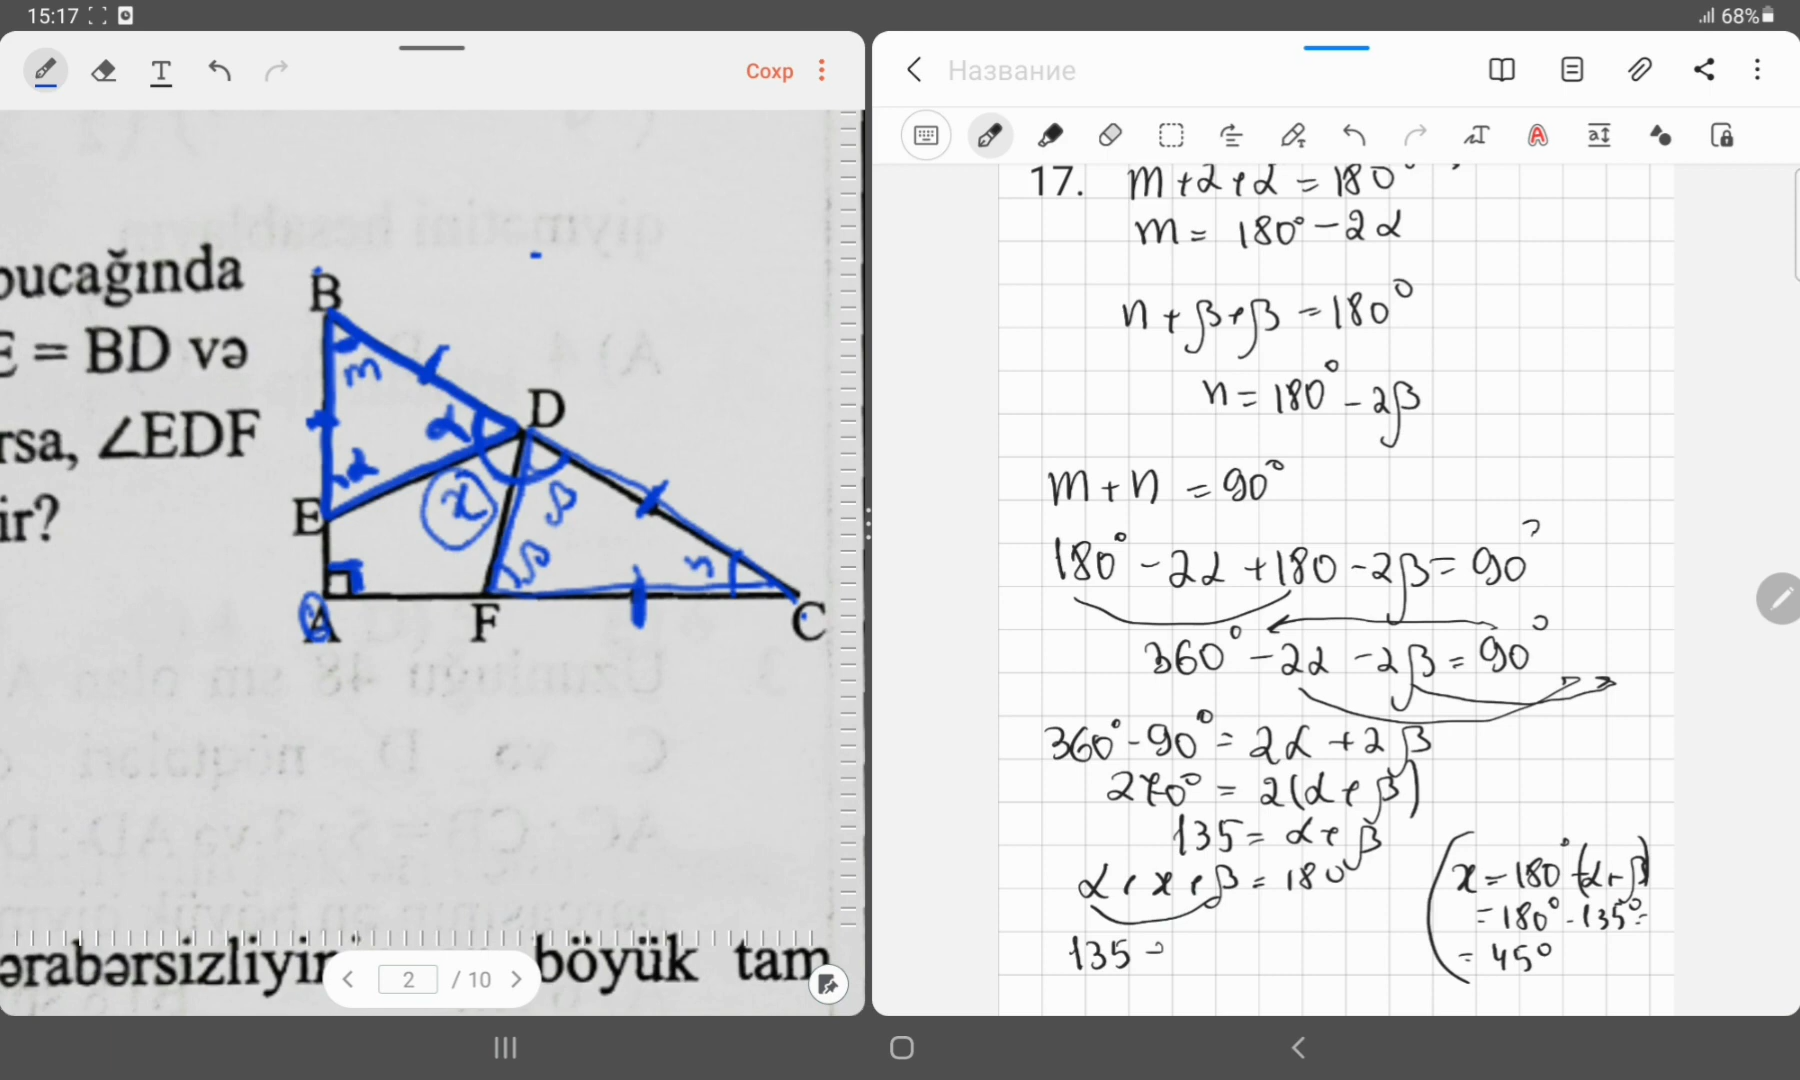 15:17
68%
Сохр
bucağında
E = BD və
rsa, ∠EDF
ir?
B
m
α
D
α
E
x
β
β
n
A
F
C
ərabərsizliyin
böyük tam
2 / 10
Название
17. m+α+α = 180°
m = 180° - 2α
n + β + β = 180°
n = 180° - 2β
m + n = 90°
180° - 2α + 180 - 2β = 90°
360° - 2α - 2β = 90°
360° - 90° = 2α + 2β
270° = 2(α + β)
135 = α + β
α + x + β = 180
135 =
x = 180° - (α + β)
= 180° - 135° =
= 45°